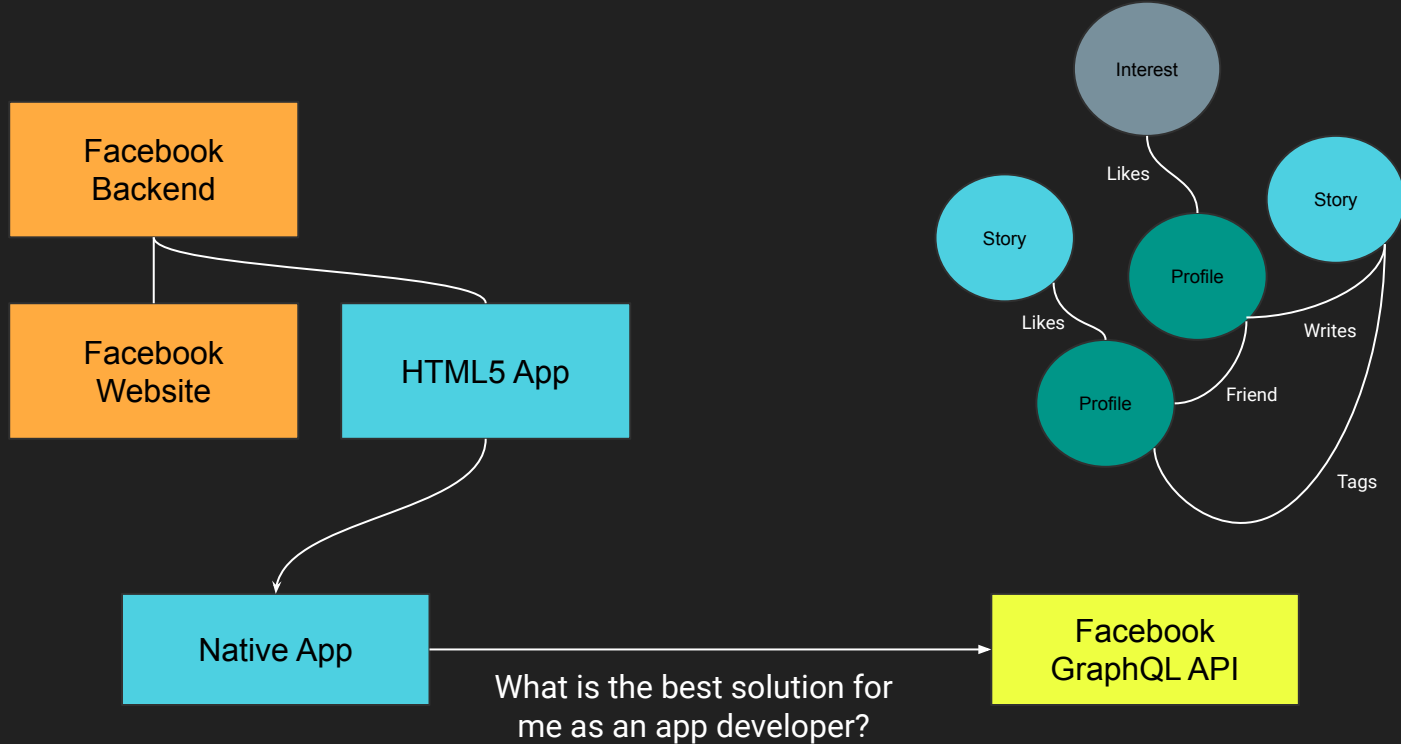 Facebook
Backend
Facebook
Website
HTML5 App
Native App
What is the best solution for
me as an app developer?
Facebook
GraphQL API
Interest
Likes
Story
Story
Profile
Likes
Writes
Friend
Profile
Tags